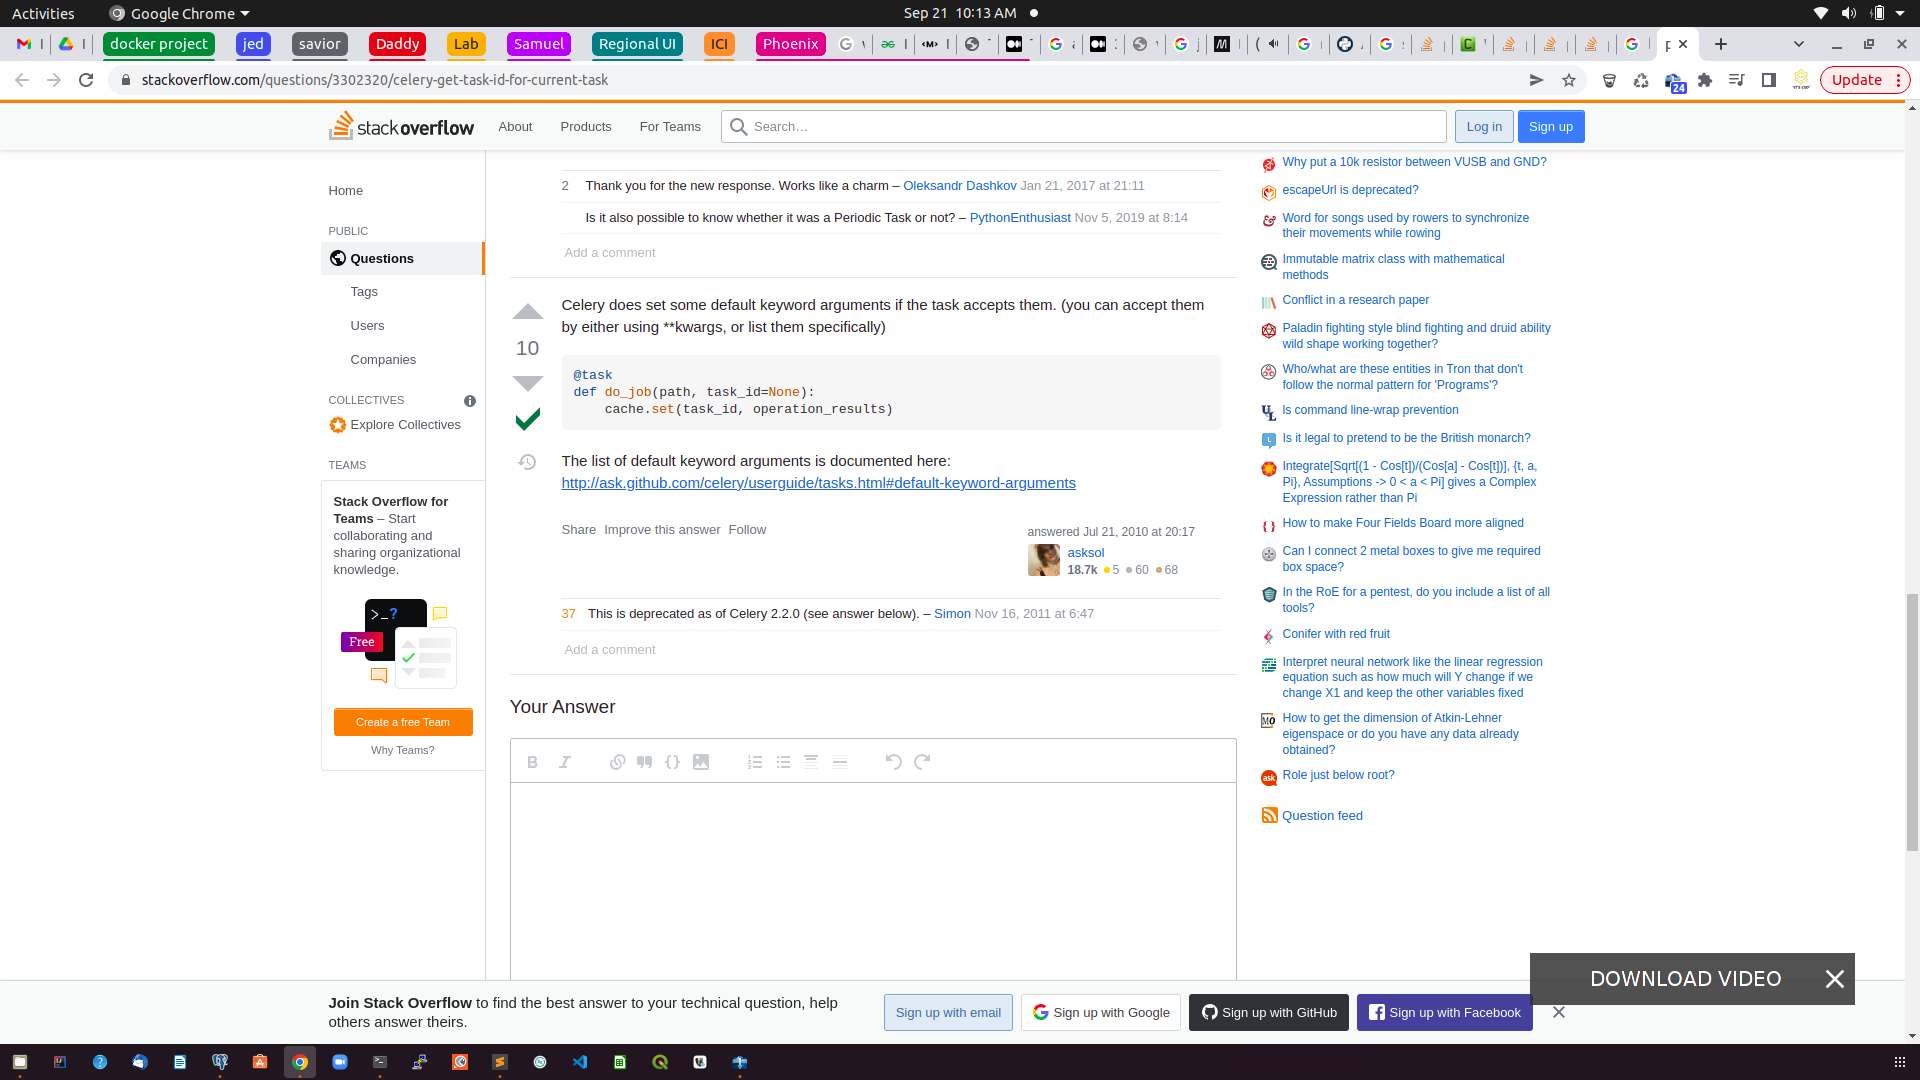 Activities
Google Chrome
Sep 21 10:13 AM
docker project
jed
savior
Daddy
Lab
Samuel
Regional UI
ICI
Phoenix
stackoverflow.com/questions/3302320/celery-get-task-id-for-current-task
24
Update
stackoverflow
About
Products
For Teams
Search…
Log in
Sign up
Home
PUBLIC
Questions
Tags
Users
Companies
COLLECTIVES
Explore Collectives
TEAMS
Stack Overflow for
Teams – Start
collaborating and
sharing organizational
knowledge.
>_?
Free
Create a free Team
Why Teams?
2 Thank you for the new response. Works like a charm – Oleksandr Dashkov Jan 21, 2017 at 21:11
Is it also possible to know whether it was a Periodic Task or not? – PythonEnthusiast Nov 5, 2019 at 8:14
Add a comment
10
Celery does set some default keyword arguments if the task accepts them. (you can accept them
by either using **kwargs, or list them specifically)
@task
def do_job(path, task_id=None):
cache.set(task_id, operation_results)
The list of default keyword arguments is documented here:
http://ask.github.com/celery/userguide/tasks.html#default-keyword-arguments
Share Improve this answer Follow
answered Jul 21, 2010 at 20:17
asksol
18.7k 5 60 68
37 This is deprecated as of Celery 2.2.0 (see answer below). – Simon Nov 16, 2011 at 6:47
Add a comment
Your Answer
B I
Why put a 10k resistor between VUSB and GND?
escapeUrl is deprecated?
Word for songs used by rowers to synchronize
their movements while rowing
Immutable matrix class with mathematical
methods
Conflict in a research paper
Paladin fighting style blind fighting and druid ability
wild shape working together?
Who/what are these entities in Tron that don't
follow the normal pattern for 'Programs'?
ls command line-wrap prevention
Is it legal to pretend to be the British monarch?
Integrate[Sqrt[(1 - Cos[t])/(Cos[a] - Cos[t])], {t, a,
Pi}, Assumptions -> 0 < a < Pi] gives a Complex
Expression rather than Pi
How to make Four Fields Board more aligned
Can I connect 2 metal boxes to give me required
box space?
In the RoE for a pentest, do you include a list of all
tools?
Conifer with red fruit
Interpret neural network like the linear regression
equation such as how much will Y change if we
change X1 and keep the other variables fixed
How to get the dimension of Atkin-Lehner
eigenspace or do you have any data already
obtained?
Role just below root?
Question feed
DOWNLOAD VIDEO
Join Stack Overflow to find the best answer to your technical question, help
others answer theirs.
Sign up with email
Sign up with Google
Sign up with GitHub
Sign up with Facebook